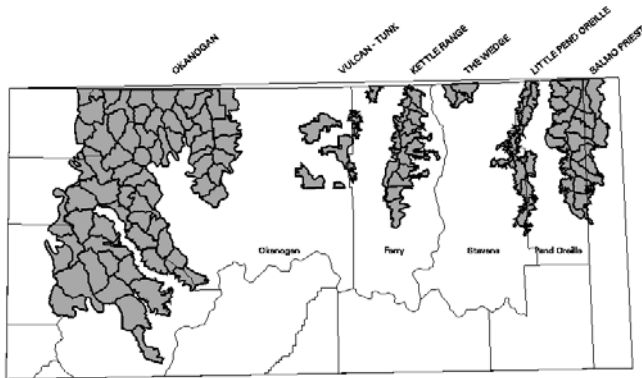 OKANOGAN
VULCAN - TUNK
KETTLE RANGE
THE WEDGE
LITTLE PEND OREILLE
SALMO PRIEST
Okanogan
Ferry
Stevens
Pend Oreille